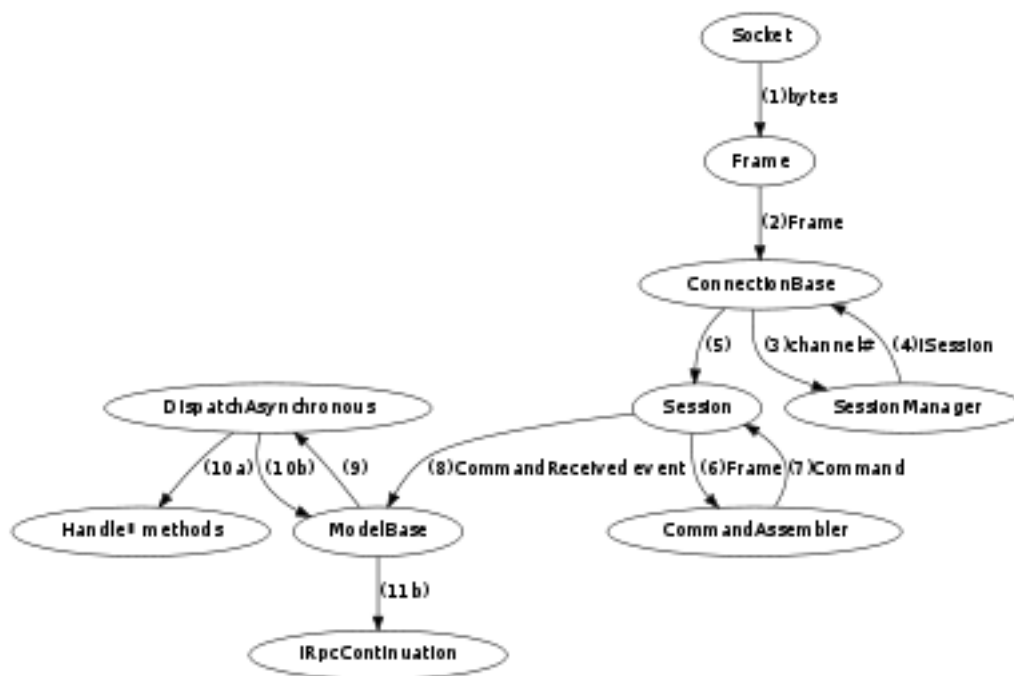 Socket
(1)bytes
Frame
(2)Frame
ConnectionBase
(5) (3)channel# (4)ISession
DispatchAsynchronous Session SessionManager
(10a) (10b) (9) (8)CommandReceived event (6)Frame (7)Command
Handle* methods ModelBase CommandAssembler
(11b)
IRpcContinuation